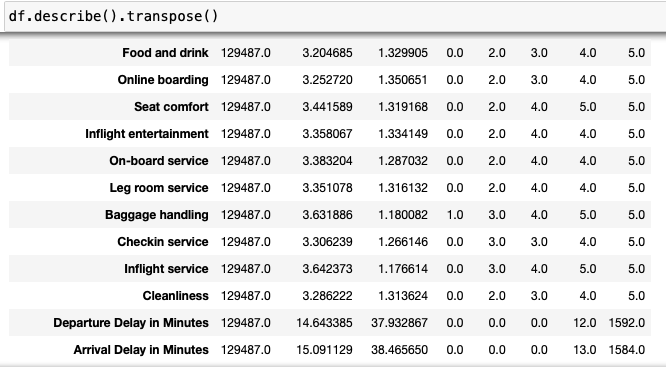 df.describe().transpose()
Food and drink 129487.0 3.204685 1.329905 0.0 2.0 3.0 4.0 5.0
Online boarding 129487.0 3.252720 1.350651 0.0 2.0 3.0 4.0 5.0
Seat comfort 129487.0 3.441589 1.319168 0.0 2.0 4.0 5.0 5.0
Inflight entertainment 129487.0 3.358067 1.334149 0.0 2.0 4.0 4.0 5.0
On-board service 129487.0 3.383204 1.287032 0.0 2.0 4.0 4.0 5.0
Leg room service 129487.0 3.351078 1.316132 0.0 2.0 4.0 4.0 5.0
Baggage handling 129487.0 3.631886 1.180082 1.0 3.0 4.0 5.0 5.0
Checkin service 129487.0 3.306239 1.266146 0.0 3.0 3.0 4.0 5.0
Inflight service 129487.0 3.642373 1.176614 0.0 3.0 4.0 5.0 5.0
Cleanliness 129487.0 3.286222 1.313624 0.0 2.0 3.0 4.0 5.0
Departure Delay in Minutes 129487.0 14.643385 37.932867 0.0 0.0 0.0 12.0 1592.0
Arrival Delay in Minutes 129487.0 15.091129 38.465650 0.0 0.0 0.0 13.0 1584.0